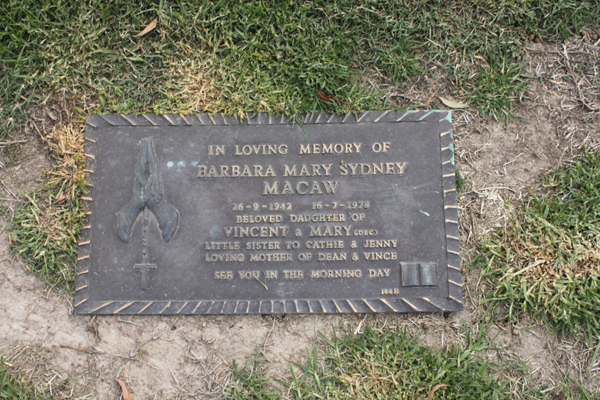 IN LOVING MEMORY OF
BARBARA MARY SYDNEY
MACAW
26-9-1942 16-7-1978
BELOVED DAUGHTER OF
VINCENT & MARY (DEC)
LITTLE SISTER TO CATHIE & JENNY
LOVING MOTHER OF DEAN & VINCE
SEE YOU IN THE MORNING DAY